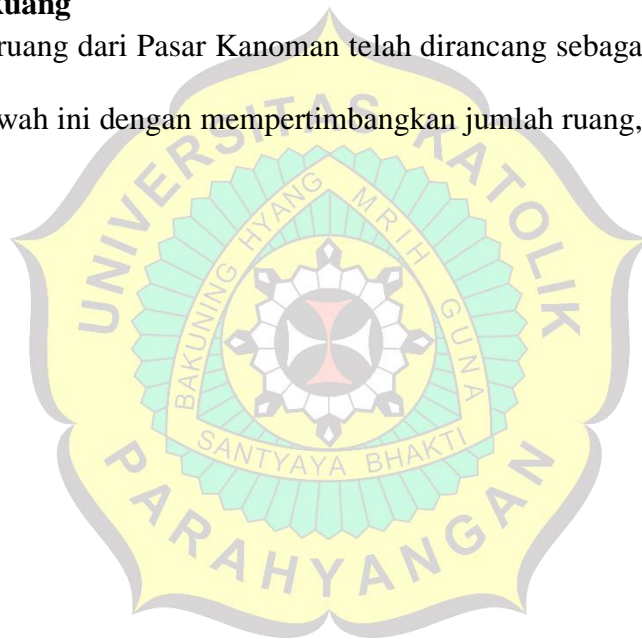 Ruang
ruang dari Pasar Kanoman telah dirancang sebaga
wah ini dengan mempertimbangkan jumlah ruang,
UNIVERSITAS KATOLIK
PARAHYANGAN
BAKUNING HYANG MRIH GUNA
SANTYAYA BHAKTI